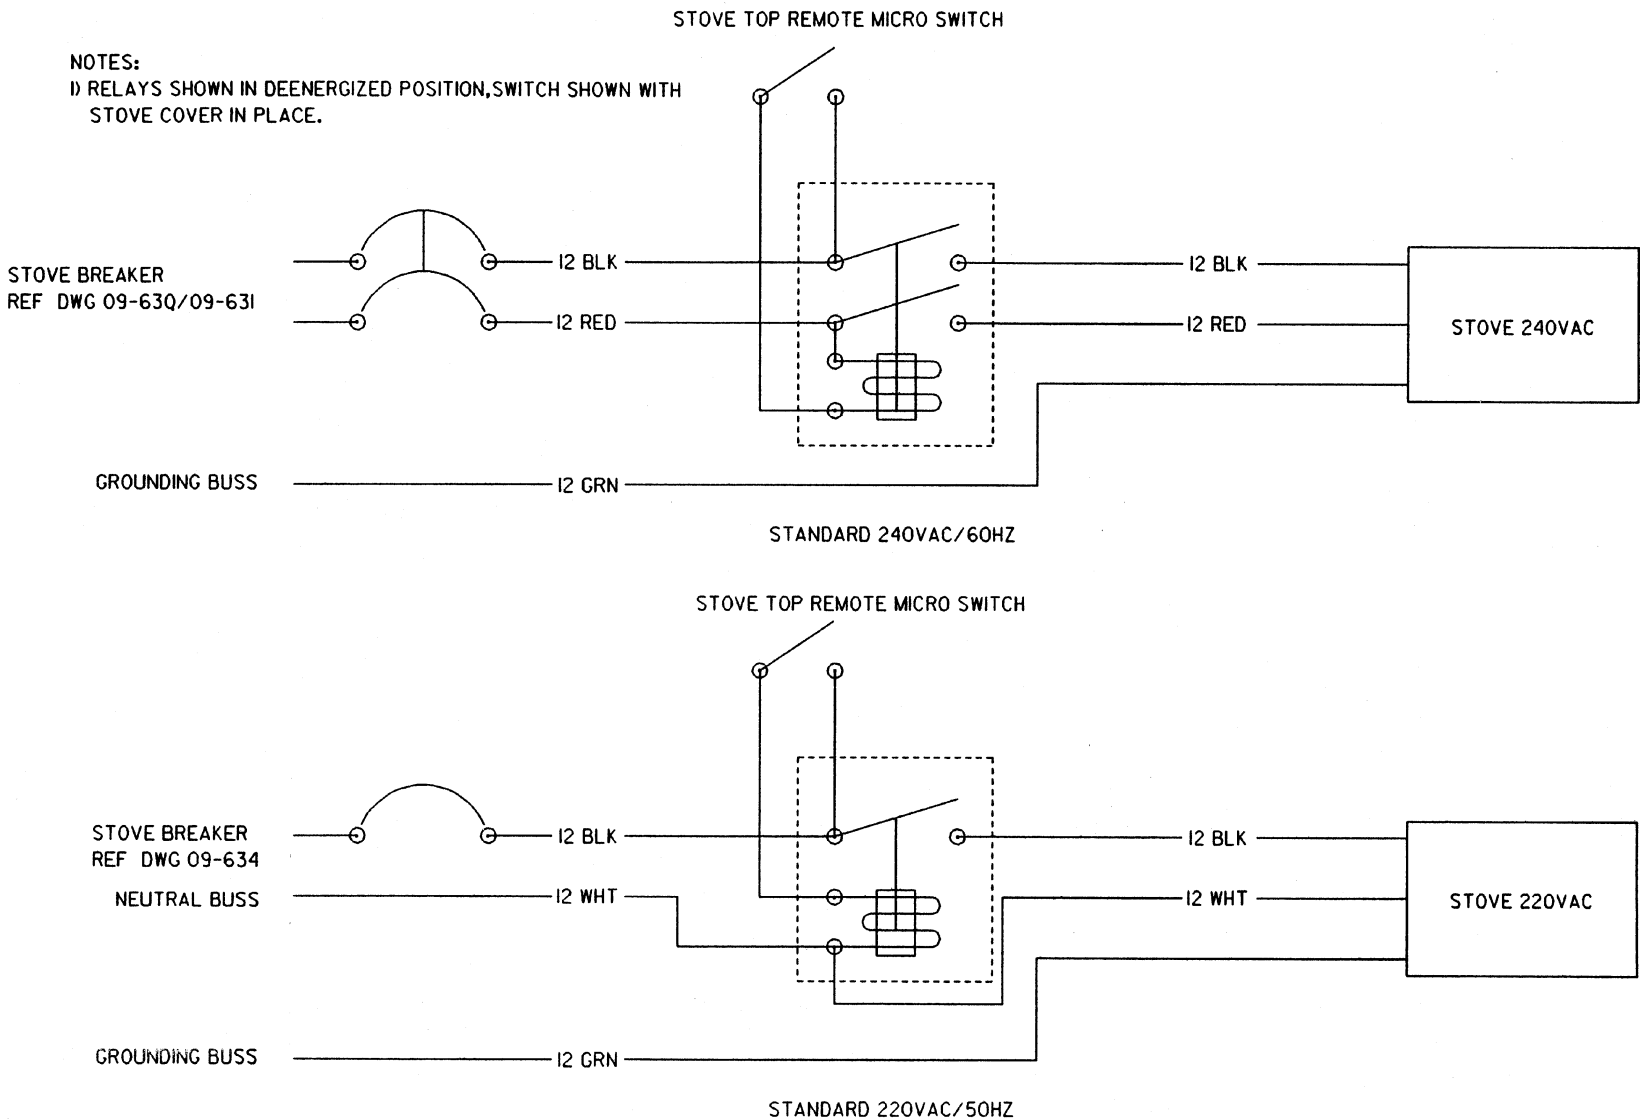 STOVE TOP REMOTE MICRO SWITCH
NOTES:
1) RELAYS SHOWN IN DEENERGIZED POSITION,SWITCH SHOWN WITH
STOVE COVER IN PLACE.
STOVE BREAKER
REF DWG 09-630/09-631
12 BLK
12 BLK
12 RED
12 RED
STOVE 240VAC
GROUNDING BUSS
12 GRN
STANDARD 240VAC/60HZ
STOVE TOP REMOTE MICRO SWITCH
STOVE BREAKER
REF DWG 09-634
12 BLK
12 BLK
NEUTRAL BUSS
12 WHT
12 WHT
STOVE 220VAC
GROUNDING BUSS
12 GRN
STANDARD 220VAC/50HZ